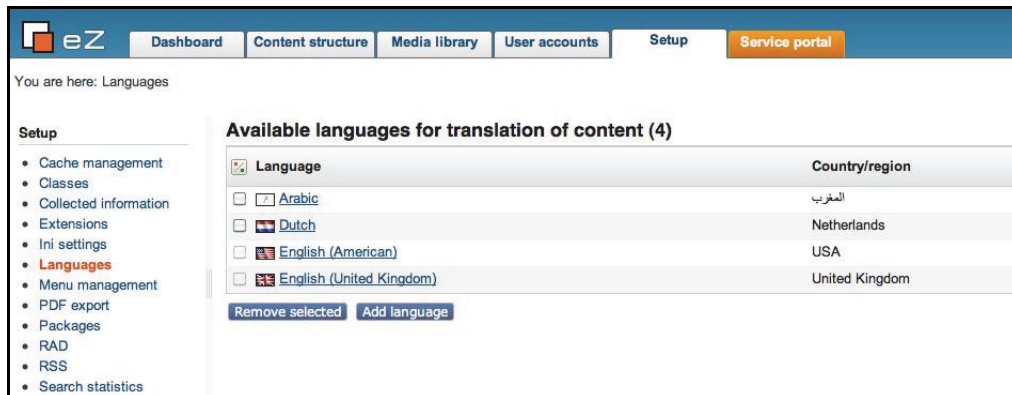 eZ
Dashboard Content structure Media library User accounts Setup Service portal
You are here: Languages
Setup
Cache management
Classes
Collected information
Extensions
Ini settings
Languages
Menu management
PDF export
Packages
RAD
RSS
Search statistics
Available languages for translation of content (4)
Language Country/region
Arabic المغرب
Dutch Netherlands
English (American) USA
English (United Kingdom) United Kingdom
Remove selected Add language